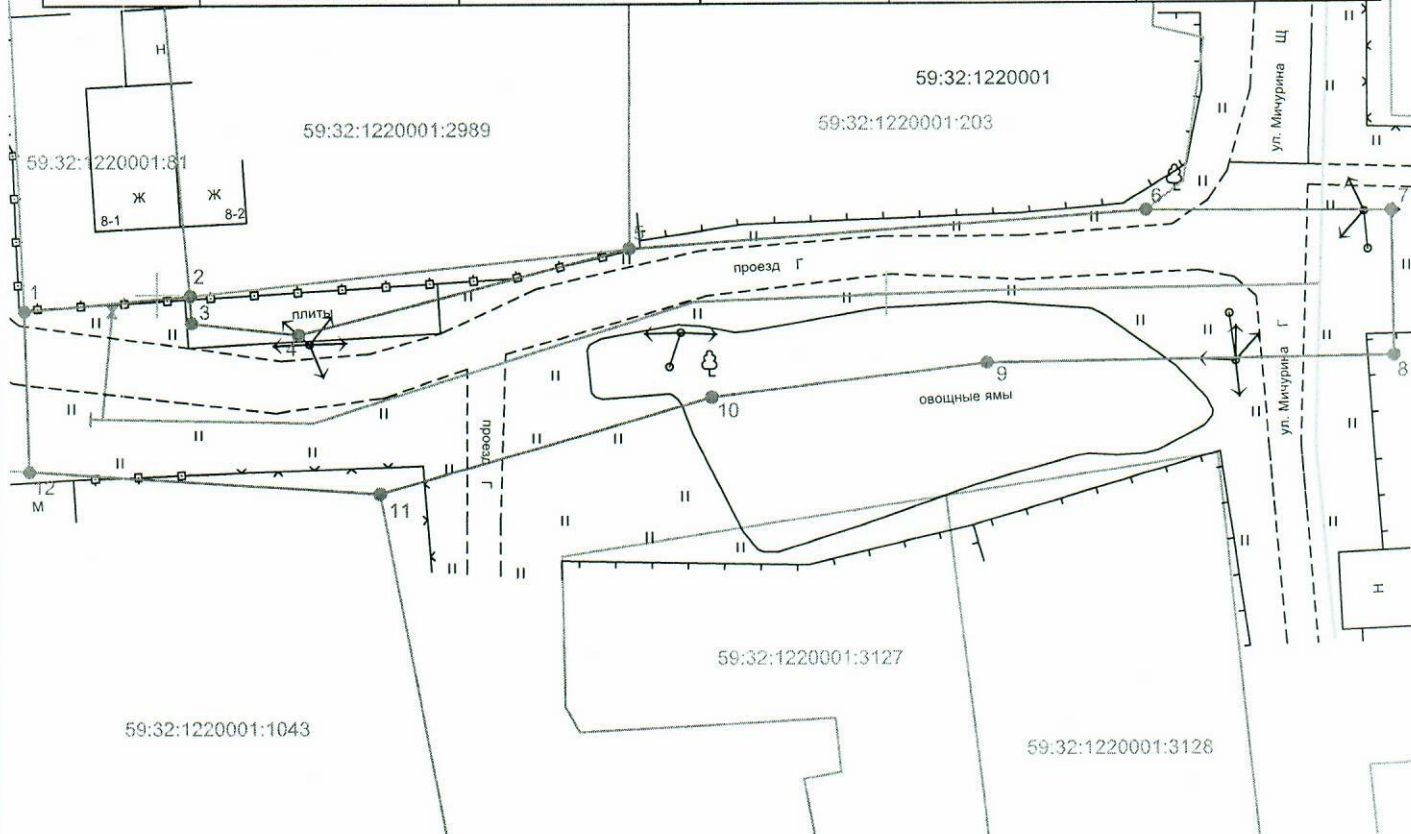 Н
59:32:1220001
ул. Мичурина Щ
59:32:1220001:2989
59:32:1220001:203
59:32:1220001:81
Ж
Ж
8-1
8-2
6
7
5
проезд Г
2
1
3
плиты
4
ул. Мичурина Г
8
9
овощные ямы
10
проезд Г
12
М
11
Н
59:32:1220001:3127
59:32:1220001:1043
59:32:1220001:3128